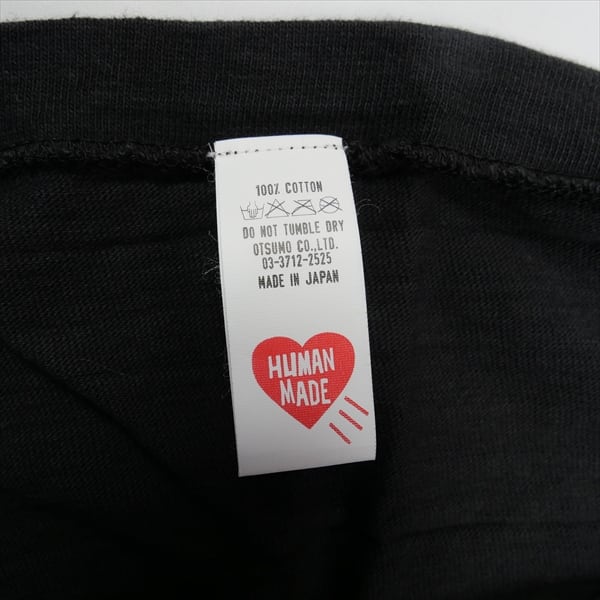 100% COTTON
DO NOT TUMBLE DRY
OTSUMO CO.,LTD.
03-3712-2525
MADE IN JAPAN
HUMAN
MADE